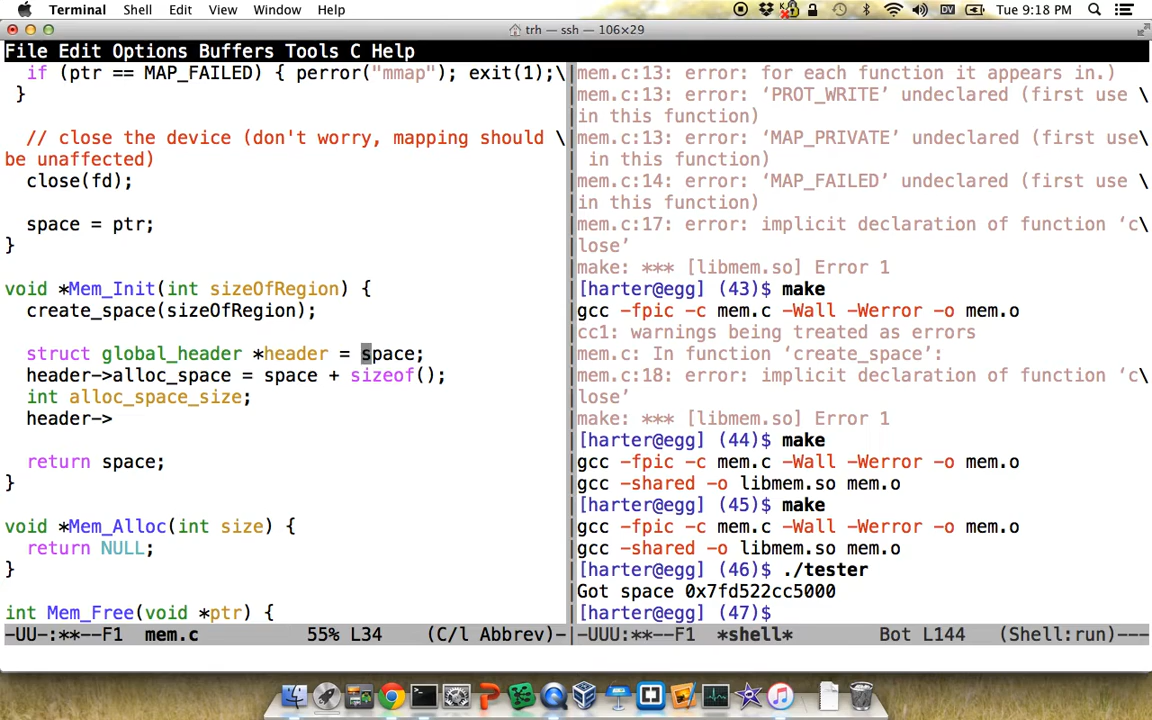 Terminal Shell Edit View Window Help Tue 9:18 PM
trh — ssh — 106×29
File Edit Options Buffers Tools C Help
  if (ptr == MAP_FAILED) { perror("mmap"); exit(1);\
 }
  // close the device (don't worry, mapping should \
be unaffected)
  close(fd);
  space = ptr;
}
void *Mem_Init(int sizeOfRegion) {
  create_space(sizeOfRegion);
  struct global_header *header = space;
  header->alloc_space = space + sizeof();
  int alloc_space_size;
  header->
  return space;
}
void *Mem_Alloc(int size) {
  return NULL;
}
int Mem_Free(void *ptr) {
-UU-:**--F1 mem.c 55% L34 (C/l Abbrev)-
mem.c:13: error: for each function it appears in.)
mem.c:13: error: ‘PROT_WRITE’ undeclared (first use \
in this function)
mem.c:13: error: ‘MAP_PRIVATE’ undeclared (first use\
 in this function)
mem.c:14: error: ‘MAP_FAILED’ undeclared (first use \
in this function)
mem.c:17: error: implicit declaration of function ‘c\
lose’
make: *** [libmem.so] Error 1
[harter@egg] (43)$ make
gcc -fpic -c mem.c -Wall -Werror -o mem.o
cc1: warnings being treated as errors
mem.c: In function ‘create_space’:
mem.c:18: error: implicit declaration of function ‘c\
lose’
make: *** [libmem.so] Error 1
[harter@egg] (44)$ make
gcc -fpic -c mem.c -Wall -Werror -o mem.o
gcc -shared -o libmem.so mem.o
[harter@egg] (45)$ make
gcc -fpic -c mem.c -Wall -Werror -o mem.o
gcc -shared -o libmem.so mem.o
[harter@egg] (46)$ ./tester
Got space 0x7fd522cc5000
[harter@egg] (47)$
-UUU:**--F1 *shell* Bot L144 (Shell:run)---